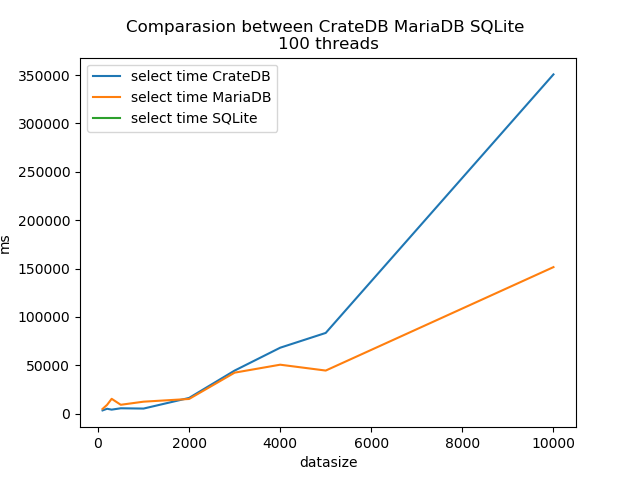 Comparasion between CrateDB MariaDB SQLite
100 threads
select time CrateDB
select time MariaDB
select time SQLite
350000
300000
250000
200000
150000
100000
50000
0
ms
0 2000 4000 6000 8000 10000
datasize